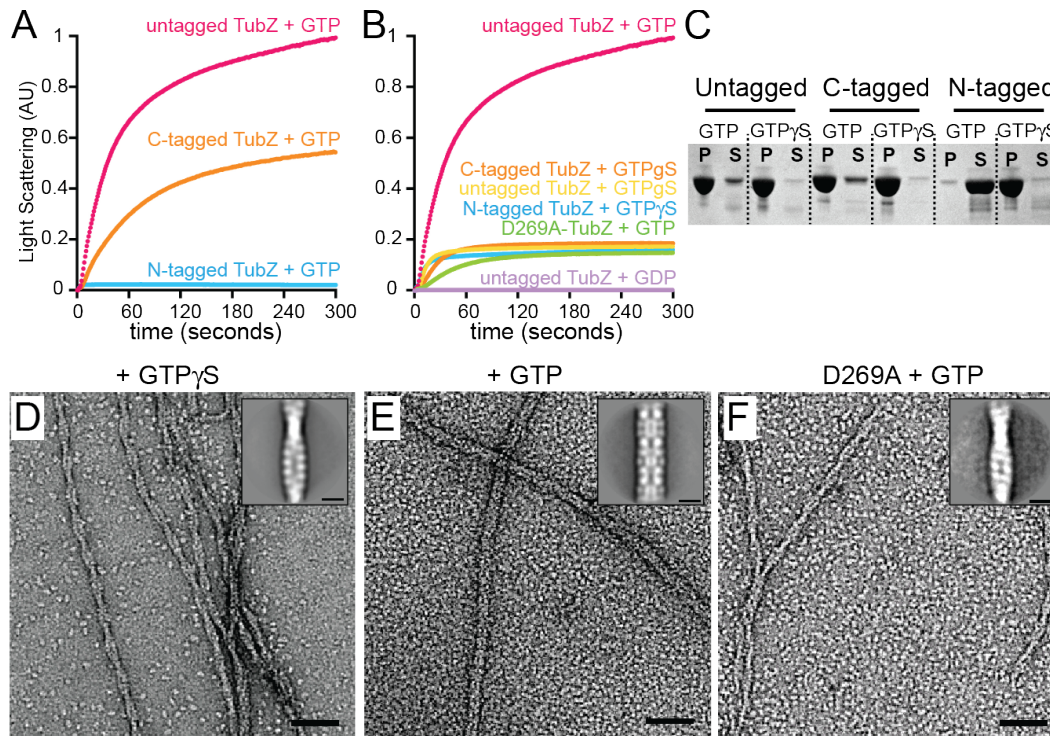 A
untagged TubZ + GTP
1
0.8
0.6
0.4
0.2
0
Light Scattering (AU)
C-tagged TubZ + GTP
N-tagged TubZ + GTP
0 60 120 180 240 300
time (seconds)
B
untagged TubZ + GTP
1
0.8
0.6
0.4
0.2
0
C-tagged TubZ + GTPgS
untagged TubZ + GTPgS
N-tagged TubZ + GTPγS
D269A-TubZ + GTP
untagged TubZ + GDP
0 60 120 180 240 300
time (seconds)
C
Untagged C-tagged N-tagged
GTP GTPγS GTP GTPγS GTP GTPγS
P S P S P S P S P S P S
+ GTPγS
D
+ GTP
E
D269A + GTP
F